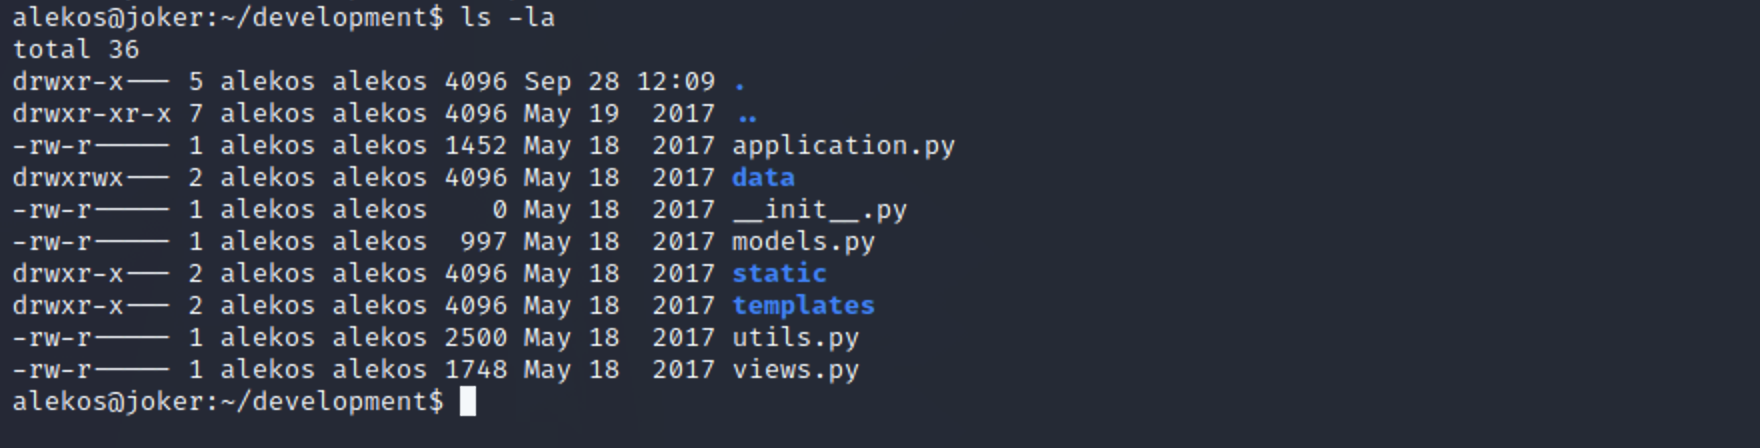 alekos@joker:~/development$ ls -la
total 36
drwxr-x--- 5 alekos alekos 4096 Sep 28 12:09 .
drwxr-xr-x 7 alekos alekos 4096 May 19  2017 ..
-rw-r----- 1 alekos alekos 1452 May 18  2017 application.py
drwxrwx--- 2 alekos alekos 4096 May 18  2017 data
-rw-r----- 1 alekos alekos    0 May 18  2017 __init__.py
-rw-r----- 1 alekos alekos  997 May 18  2017 models.py
drwxr-x--- 2 alekos alekos 4096 May 18  2017 static
drwxr-x--- 2 alekos alekos 4096 May 18  2017 templates
-rw-r----- 1 alekos alekos 2500 May 18  2017 utils.py
-rw-r----- 1 alekos alekos 1748 May 18  2017 views.py
alekos@joker:~/development$